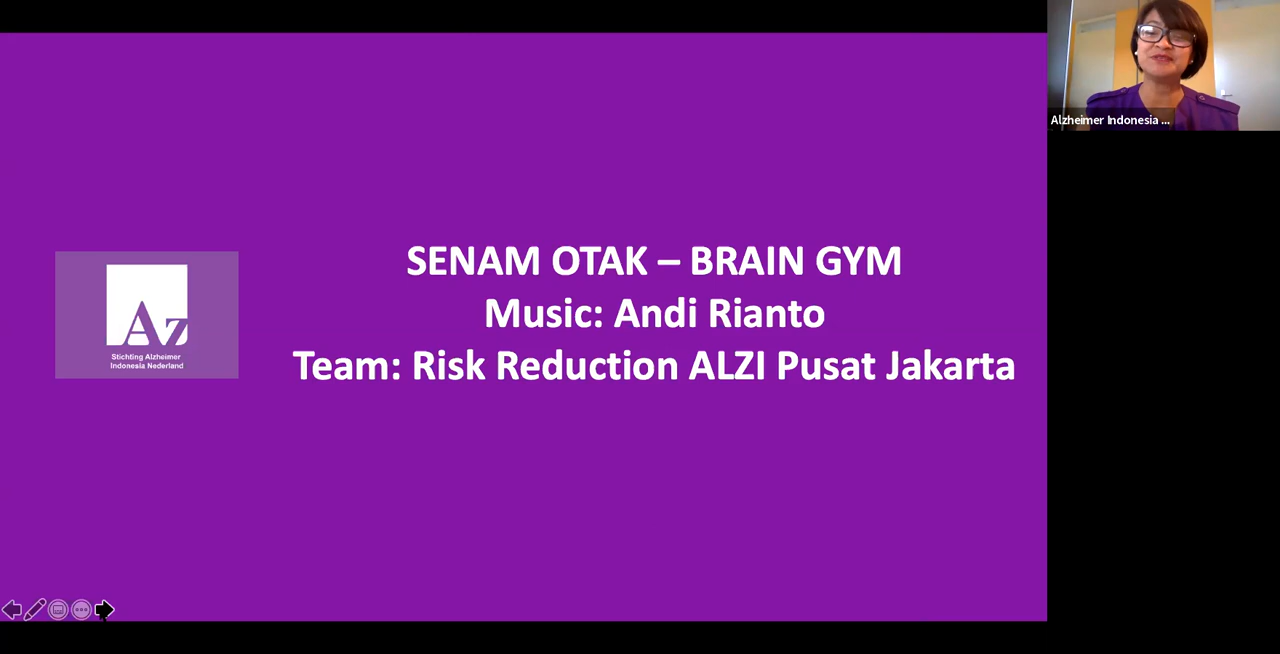 SENAM OTAK – BRAIN GYM
Music: Andi Rianto
Team: Risk Reduction ALZI Pusat Jakarta
Az
Stichting Alzheimer
Indonesia Nederland
Alzheimer Indonesia ...